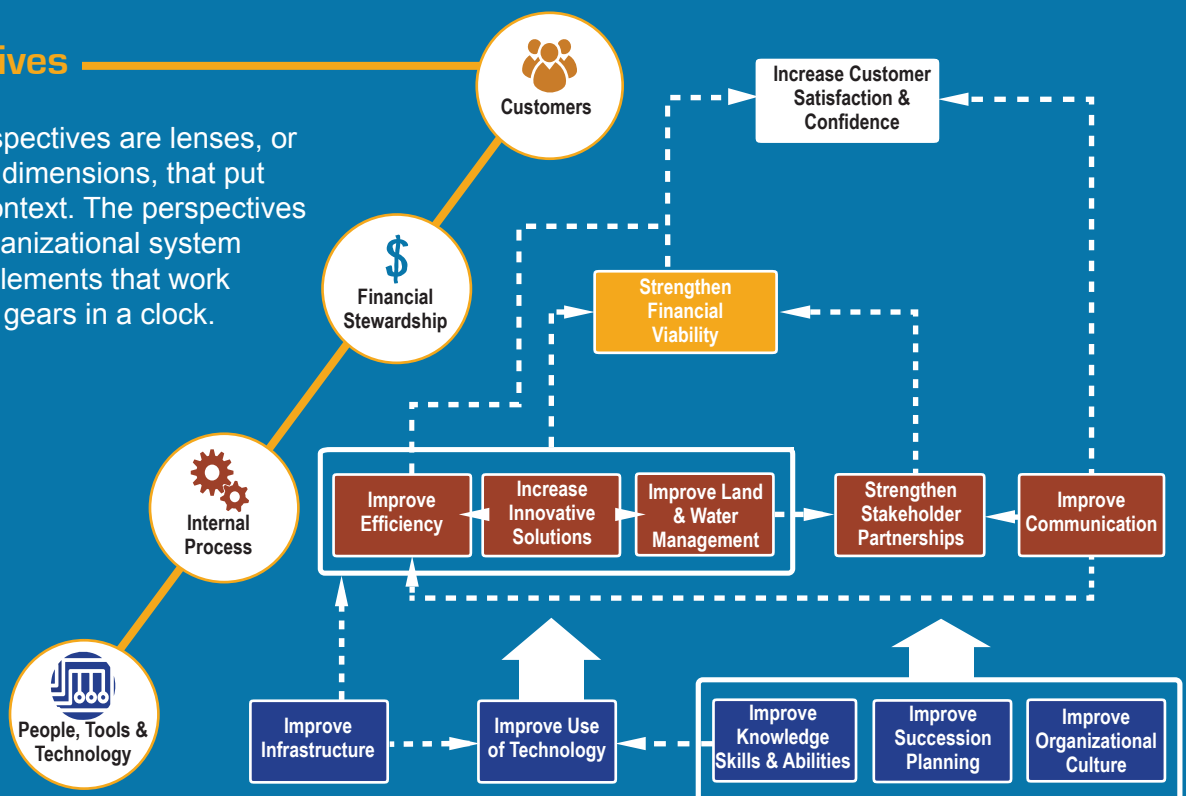 ives
spectives are lenses, or
dimensions, that put
ontext. The perspectives
anizational system
lements that work
gears in a clock.
Customers
Increase Customer
Satisfaction &
Confidence
$
Financial
Stewardship
Strengthen
Financial
Viability
Internal
Process
Improve
Efficiency
Increase
Innovative
Solutions
Improve Land
& Water
Management
Strengthen
Stakeholder
Partnerships
Improve
Communication
People, Tools &
Technology
Improve
Infrastructure
Improve Use
of Technology
Improve
Knowledge
Skills & Abilities
Improve
Succession
Planning
Improve
Organizational
Culture